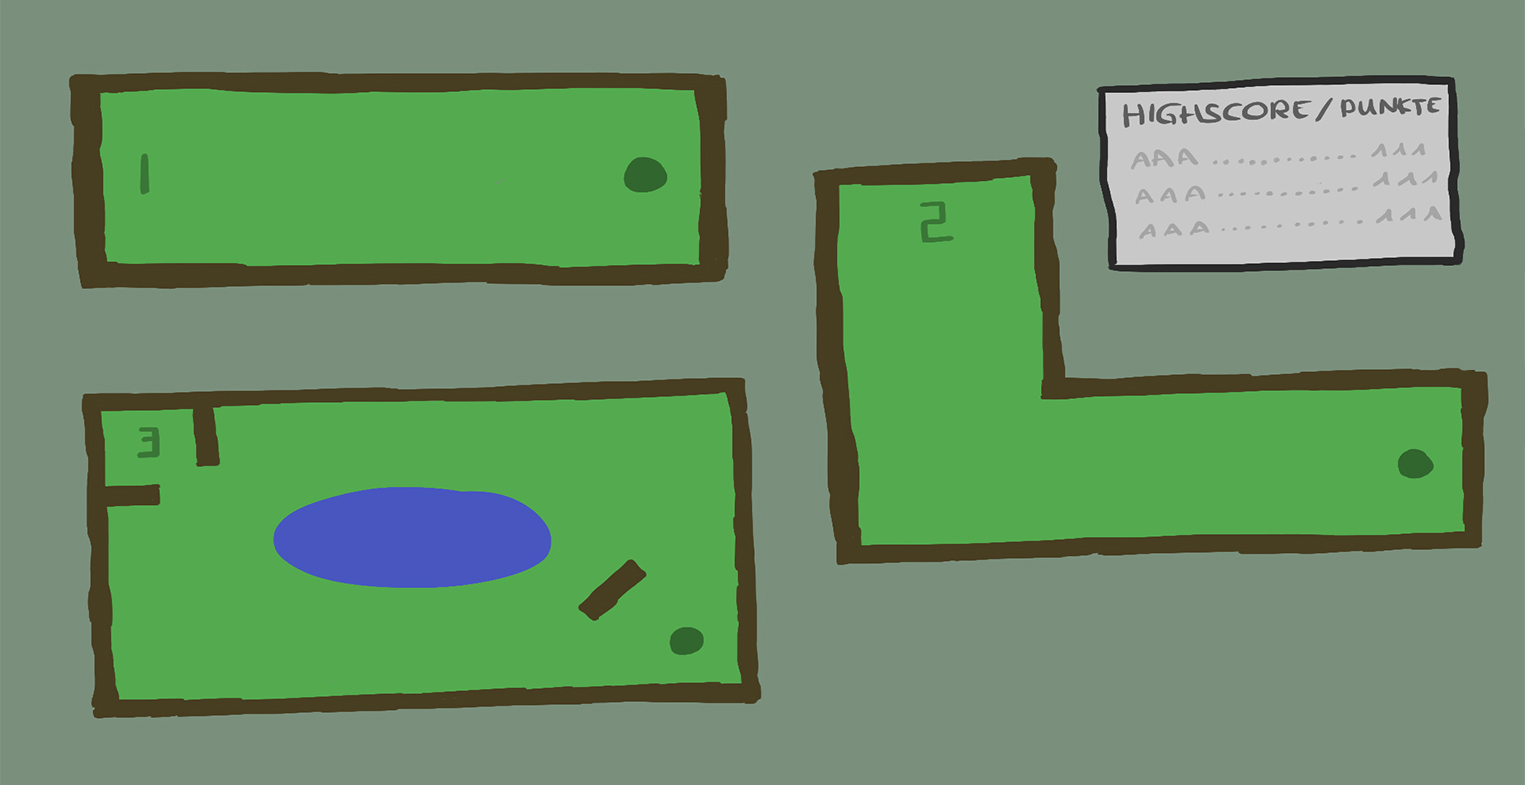 1
HIGHSCORE / PUNKTE
AAA ............ 111
AAA ............ 111
AAA ............ 111
2
3